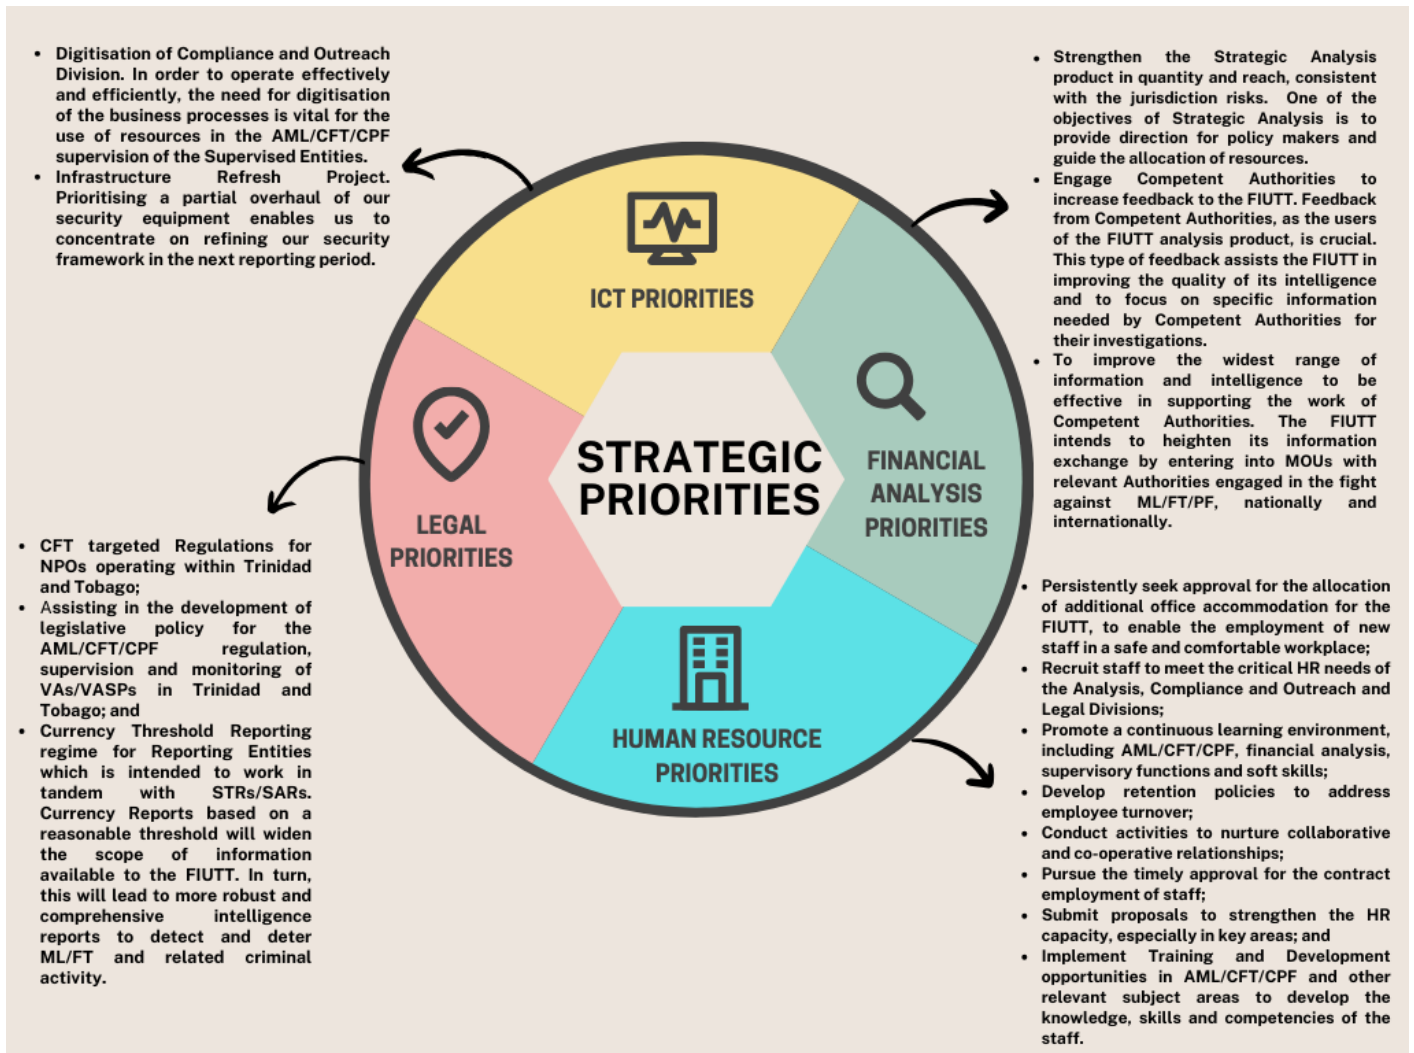 • Digitisation of Compliance and Outreach
Division. In order to operate effectively
and efficiently, the need for digitisation
of the business processes is vital for the
use of resources in the AML/CFT/CPF
supervision of the Supervised Entities.
• Infrastructure Refresh Project.
Prioritising a partial overhaul of our
security equipment enables us to
concentrate on refining our security
framework in the next reporting period.
• Strengthen the Strategic Analysis
product in quantity and reach, consistent
with the jurisdiction risks. One of the
objectives of Strategic Analysis is to
provide direction for policy makers and
guide the allocation of resources.
• Engage Competent Authorities to
increase feedback to the FIUTT. Feedback
from Competent Authorities, as the users
of the FIUTT analysis product, is crucial.
This type of feedback assists the FIUTT in
improving the quality of its intelligence
and to focus on specific information
needed by Competent Authorities for
their investigations.
• To improve the widest range of
information and intelligence to be
effective in supporting the work of
Competent Authorities. The FIUTT
intends to heighten its information
exchange by entering into MOUs with
relevant Authorities engaged in the fight
against ML/FT/PF, nationally and
internationally.
ICT PRIORITIES
STRATEGIC
PRIORITIES
FINANCIAL
ANALYSIS
PRIORITIES
LEGAL
PRIORITIES
HUMAN RESOURCE
PRIORITIES
• CFT targeted Regulations for
NPOs operating within Trinidad
and Tobago;
• Assisting in the development of
legislative policy for the
AML/CFT/CPF regulation,
supervision and monitoring of
VAs/VASPs in Trinidad and
Tobago; and
• Currency Threshold Reporting
regime for Reporting Entities
which is intended to work in
tandem with STRs/SARs.
Currency Reports based on a
reasonable threshold will widen
the scope of information
available to the FIUTT. In turn,
this will lead to more robust and
comprehensive intelligence
reports to detect and deter
ML/FT and related criminal
activity.
• Persistently seek approval for the allocation
of additional office accommodation for the
FIUTT, to enable the employment of new
staff in a safe and comfortable workplace;
• Recruit staff to meet the critical HR needs of
the Analysis, Compliance and Outreach and
Legal Divisions;
• Promote a continuous learning environment,
including AML/CFT/CPF, financial analysis,
supervisory functions and soft skills;
• Develop retention policies to address
employee turnover;
• Conduct activities to nurture collaborative
and co-operative relationships;
• Pursue the timely approval for the contract
employment of staff;
• Submit proposals to strengthen the HR
capacity, especially in key areas; and
• Implement Training and Development
opportunities in AML/CFT/CPF and other
relevant subject areas to develop the
knowledge, skills and competencies of the
staff.